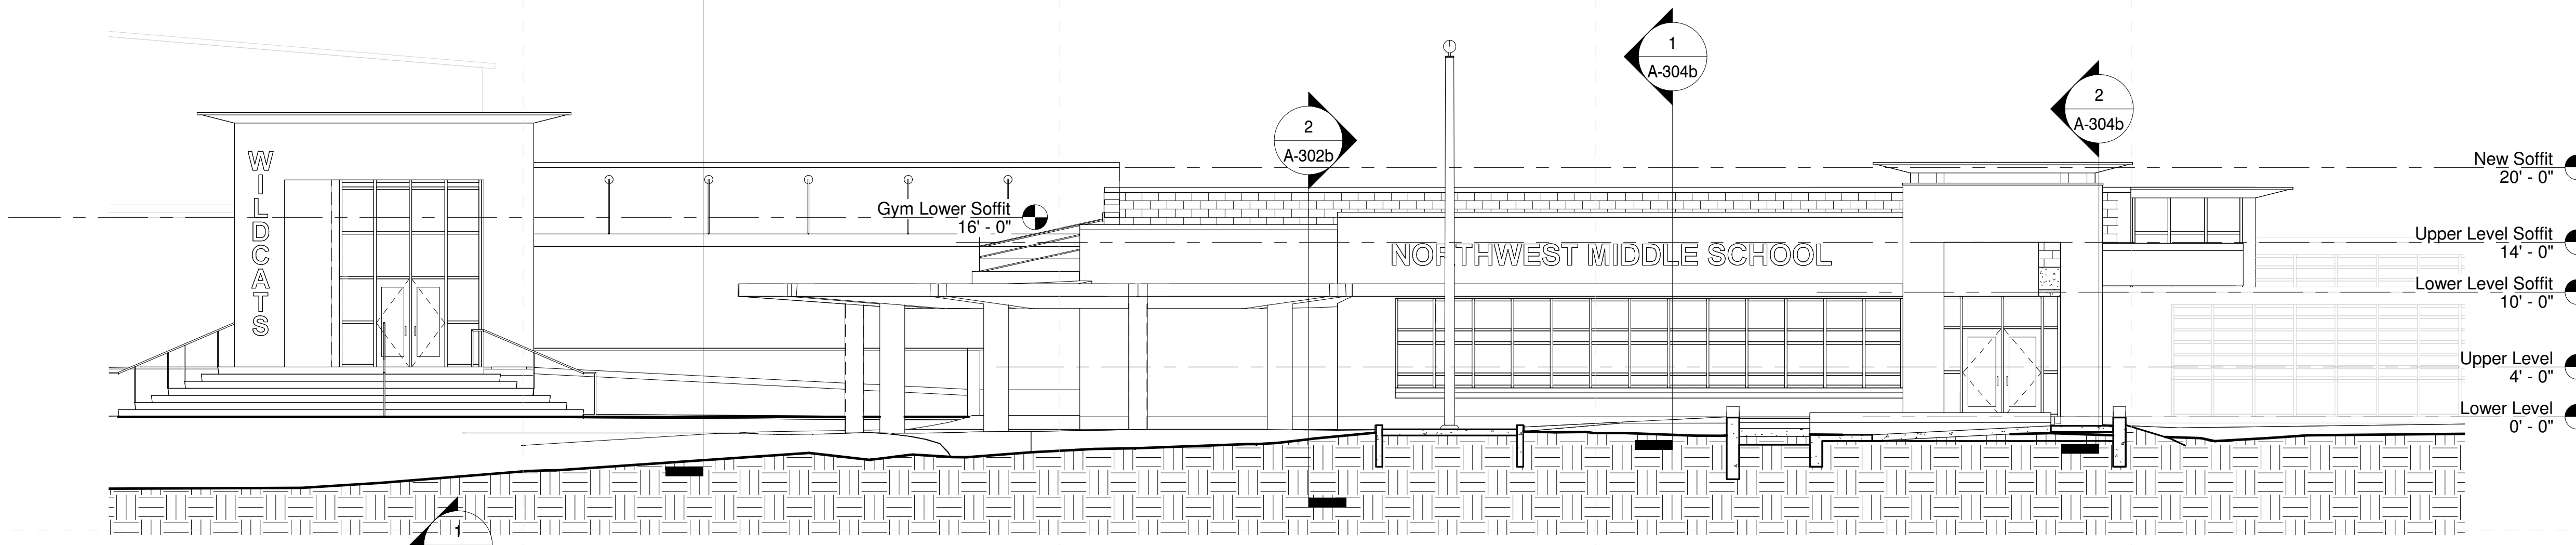 1
A-304b
2
A-304b
2
A-302b
WILDCATS
New Soffit
20' - 0"
Gym Lower Soffit
16' - 0"
NORTHWEST MIDDLE SCHOOL
Upper Level Soffit
14' - 0"
Lower Level Soffit
10' - 0"
Upper Level
4' - 0"
Lower Level
0' - 0"
1